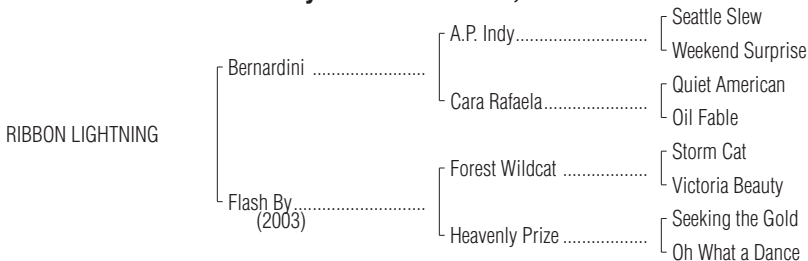 Seattle Slew
A.P. Indy..............................
Weekend Surprise
Bernardini ..........................
Quiet American
Cara Rafaela........................
Oil Fable
RIBBON LIGHTNING
Storm Cat
Forest Wildcat ....................
Victoria Beauty
Flash By..............................
(2003)
Seeking the Gold
Heavenly Prize ....................
Oh What a Dance